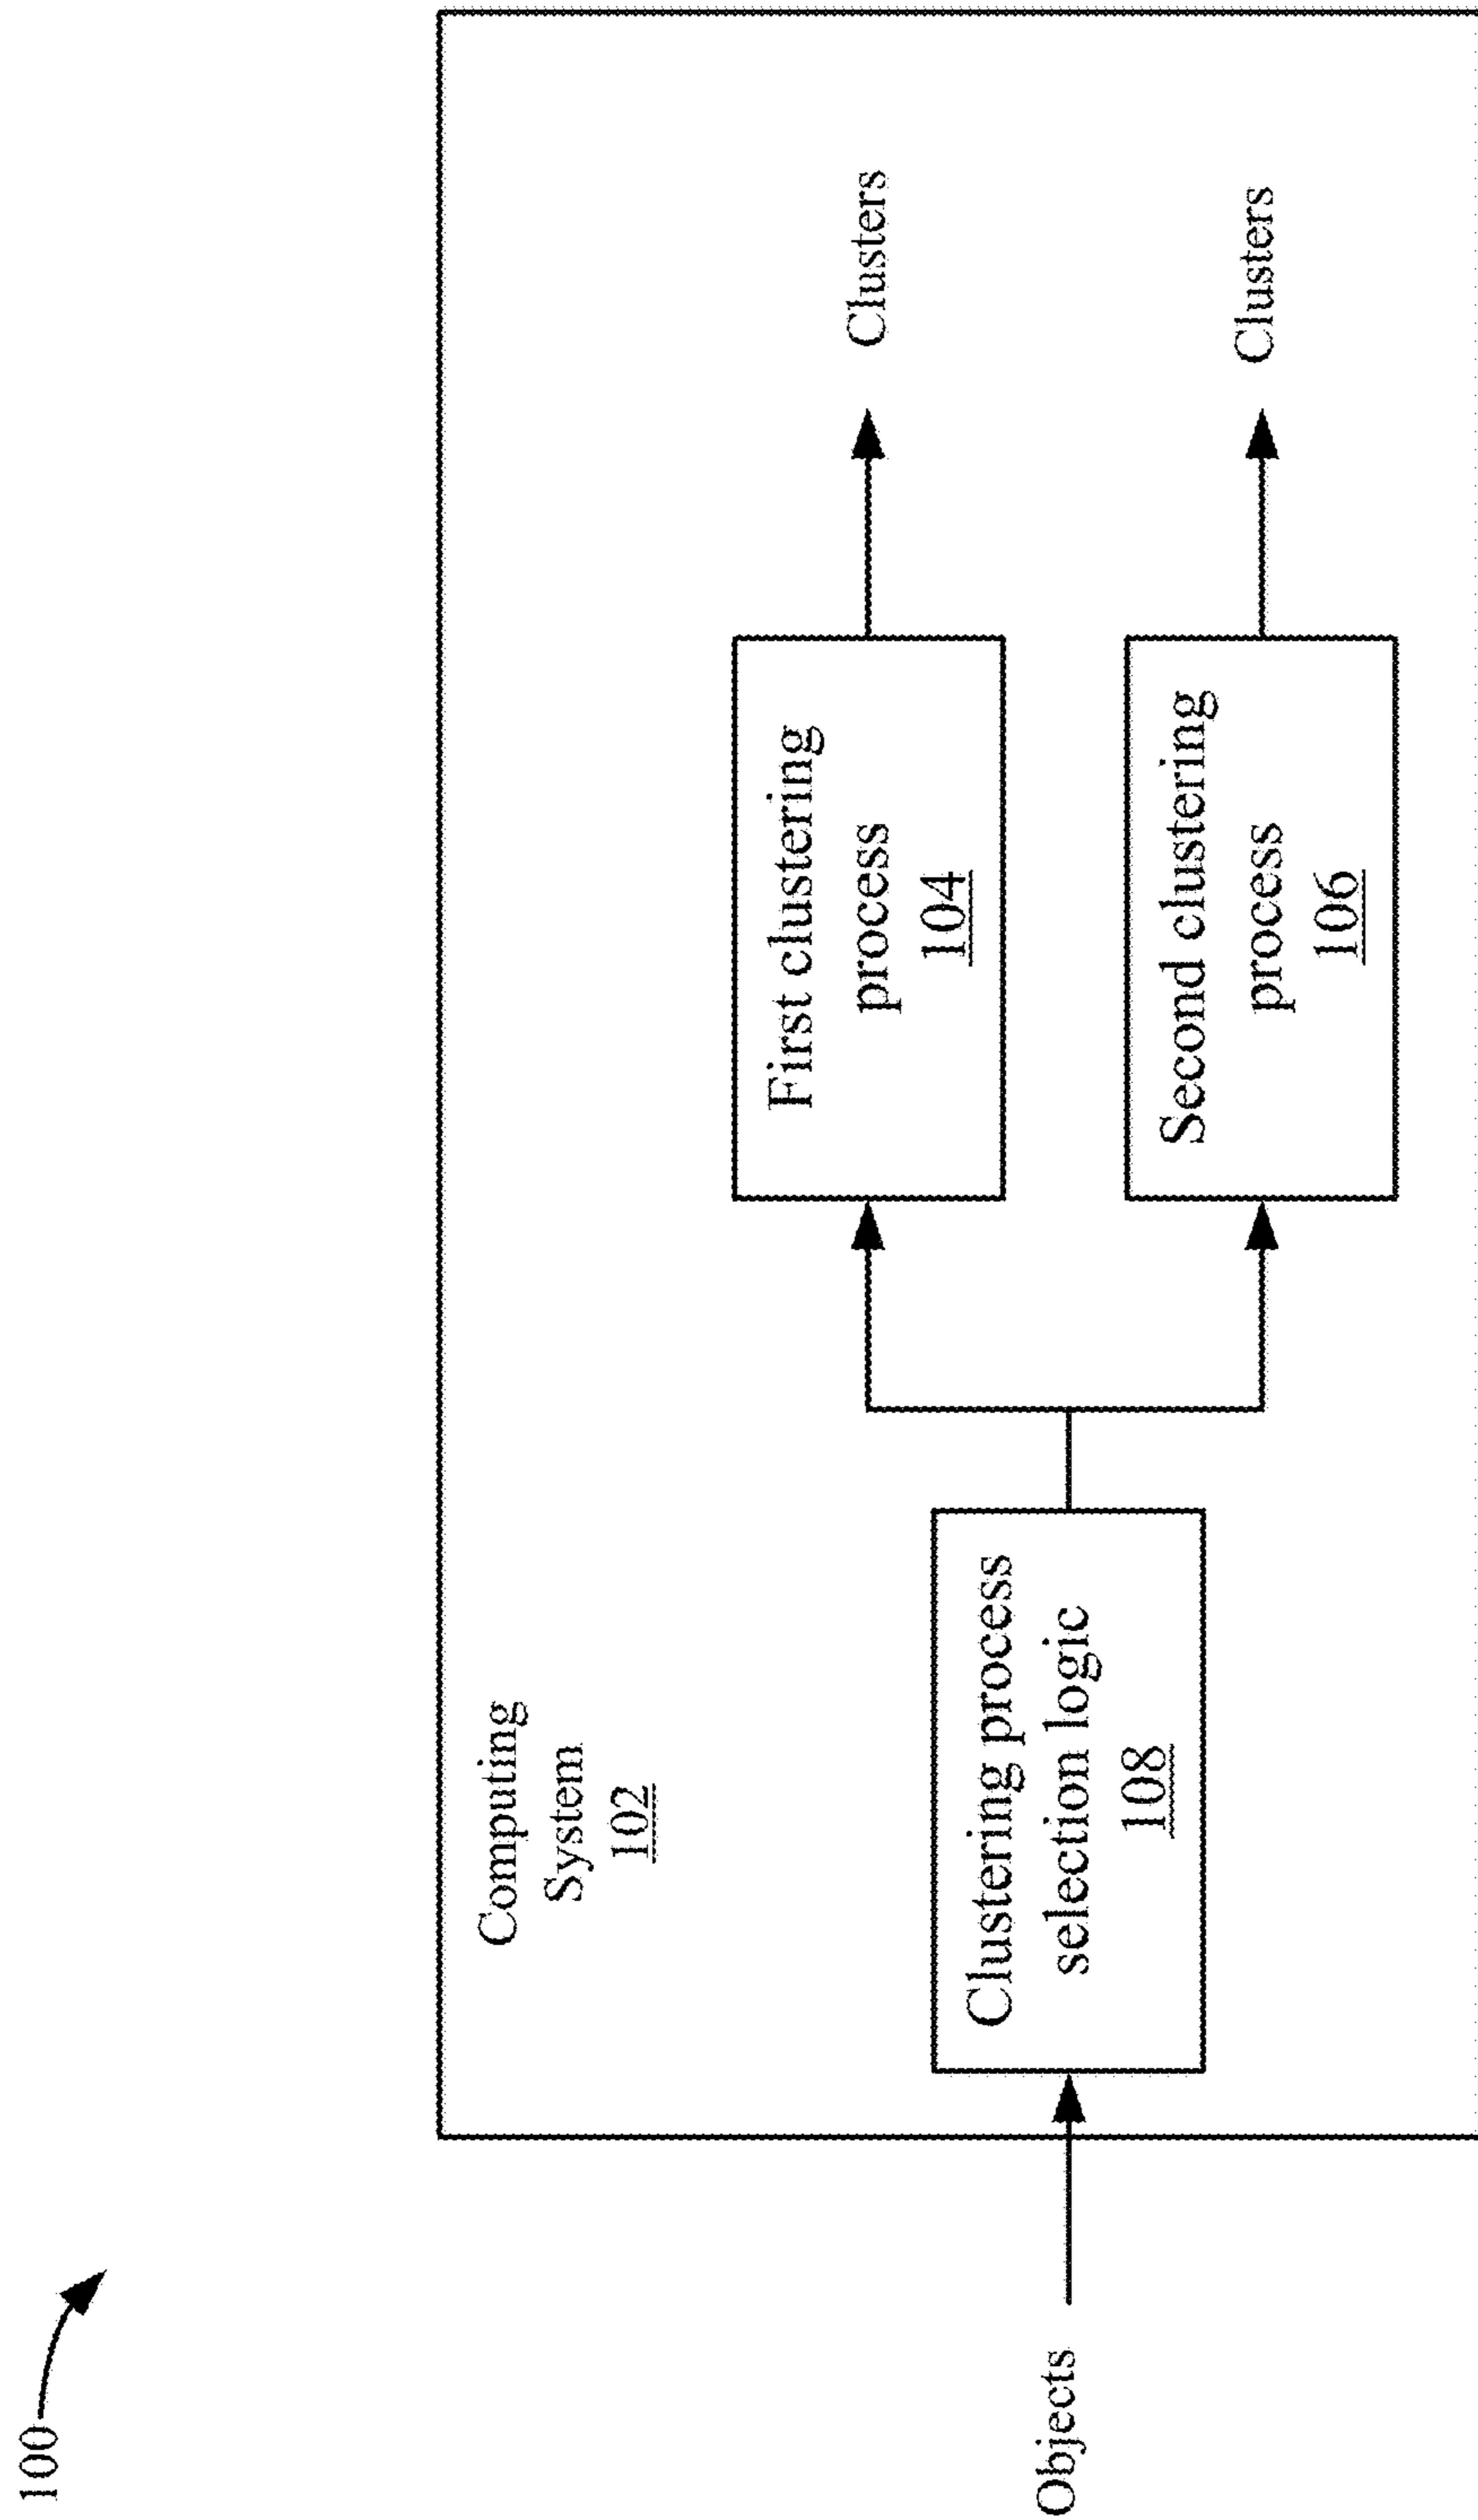 100
Computing
System
102
Objects
Clustering process
selection logic
108
First clustering
process
104
Clusters
Second clustering
process
106
Clusters